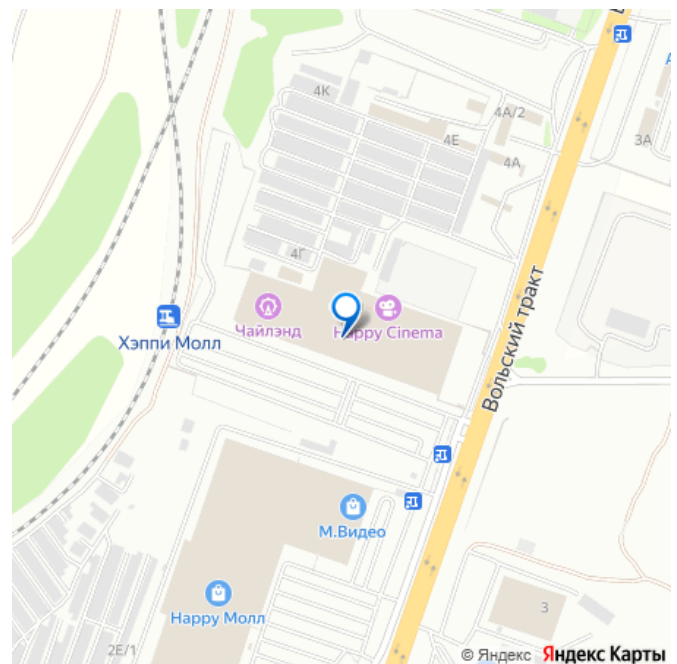 4К
4А/2
4Е
4А
3А
4Г
Чайлэнд
Happy Cinema
Хэппи Молл
Вольский тракт
М.Видео
Happy Молл
3
2Е/1
© Яндекс Яндекс Карты